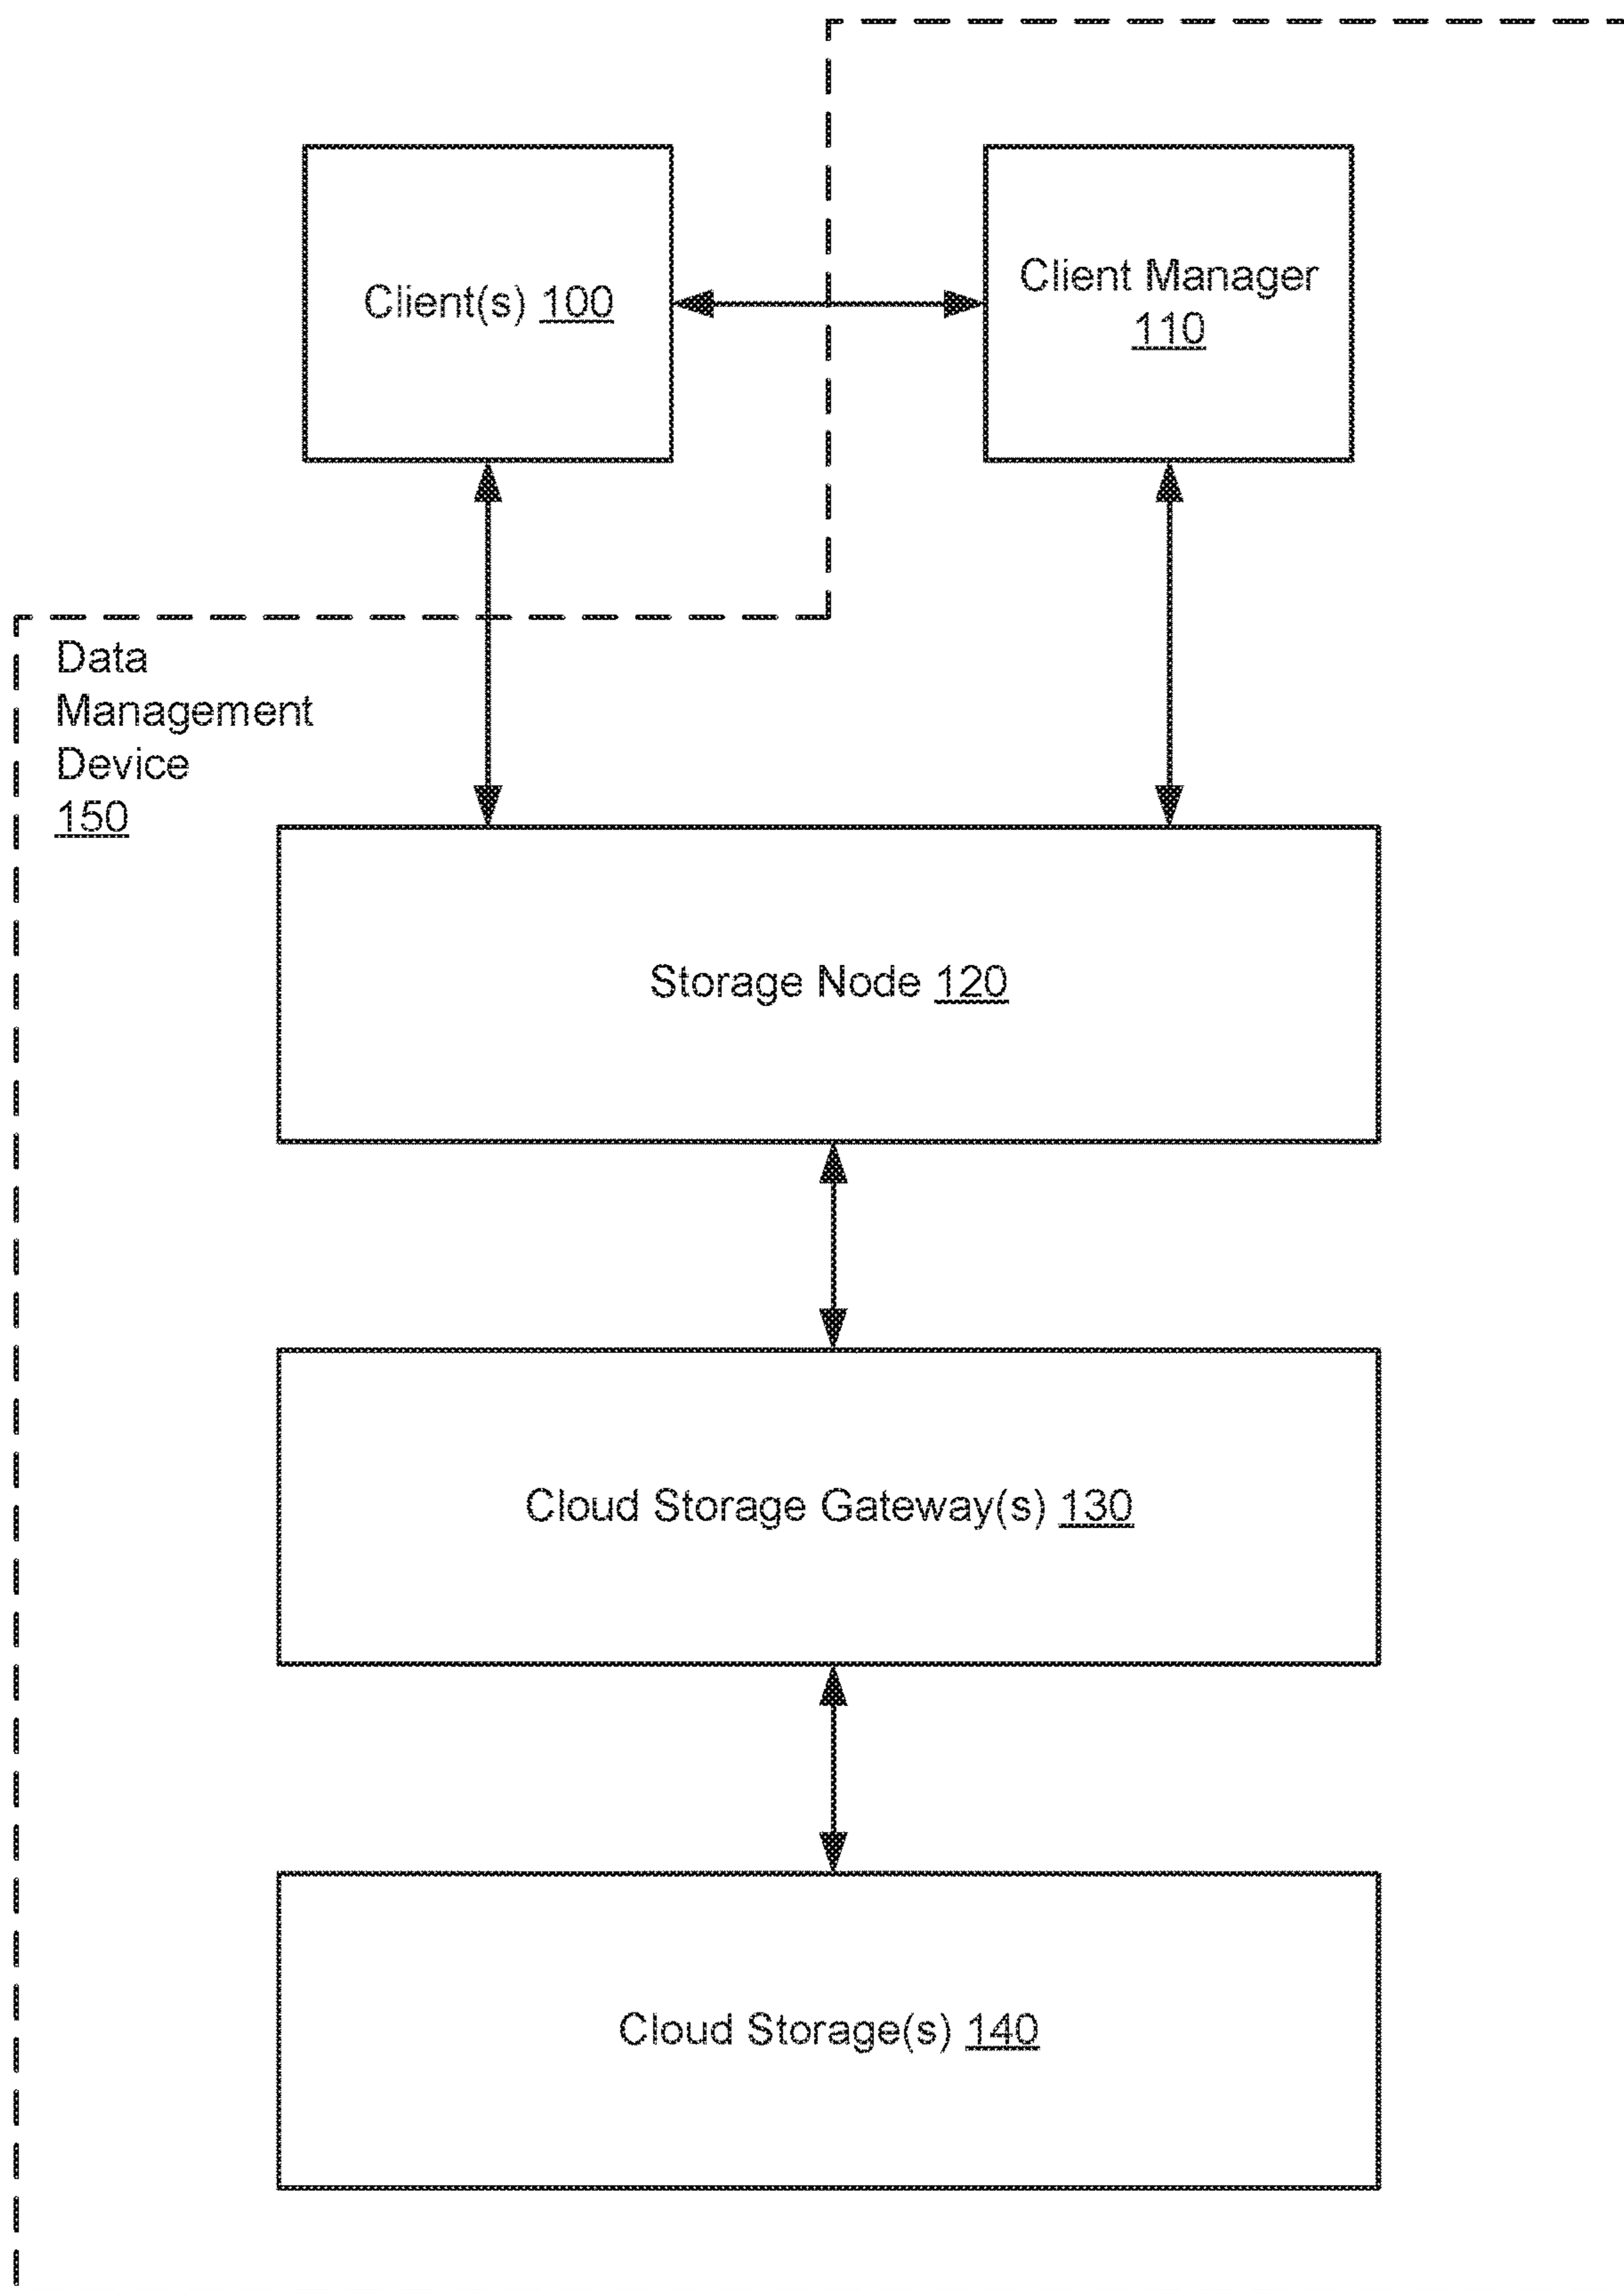 Client(s) 100
Client Manager
110
Data
Management
Device
150
Storage Node 120
Cloud Storage Gateway(s) 130
Cloud Storage(s) 140